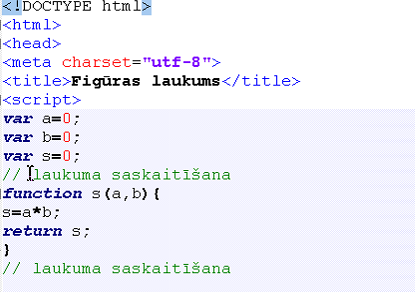 <!DOCTYPE html>
<html>
<head>
<meta charset="utf-8">
<title>Figūras laukums</title>
<script>
var a=0;
var b=0;
var s=0;
// laukuma saskaitīšana
function s(a,b){
s=a*b;
return s;
}
// laukuma saskaitīšana